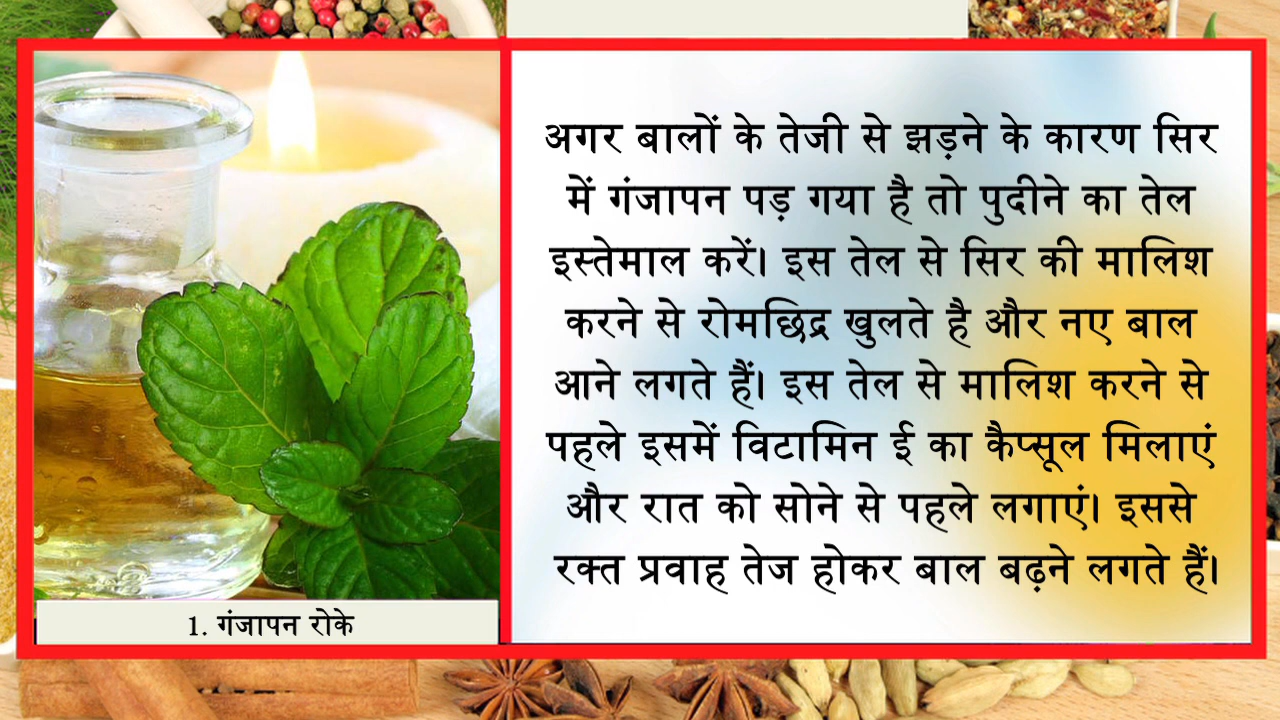 अगर बालों के तेजी से झड़ने के कारण सिर
में गंजापन पड़ गया है तो पुदीने का तेल
इस्तेमाल करें। इस तेल से सिर की मालिश
करने से रोमछिद्र खुलते है और नए बाल
आने लगते हैं। इस तेल से मालिश करने से
पहले इसमें विटामिन ई का कैप्सूल मिलाएं
और रात को सोने से पहले लगाएं। इससे
रक्त प्रवाह तेज होकर बाल बढ़ने लगते हैं।
1. गंजापन रोके